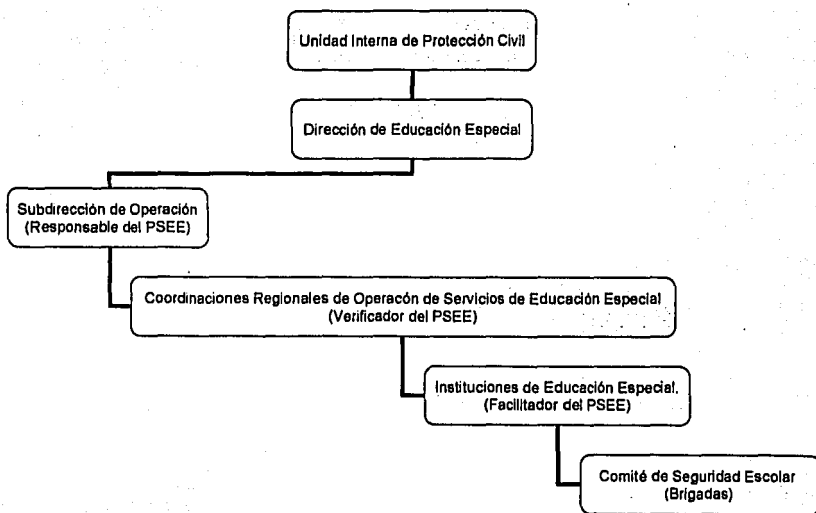 Unidad Interna de Protección Civil
Dirección de Educación Especial
Subdirección de Operación
(Responsable del PSEE)
Coordinaciones Regionales de Operacón de Servicios de Educación Especial
(Verificador del PSEE)
Instituciones de Educación Especial.
(Facilitador del PSEE)
Comité de Seguridad Escolar
(Brigadas)